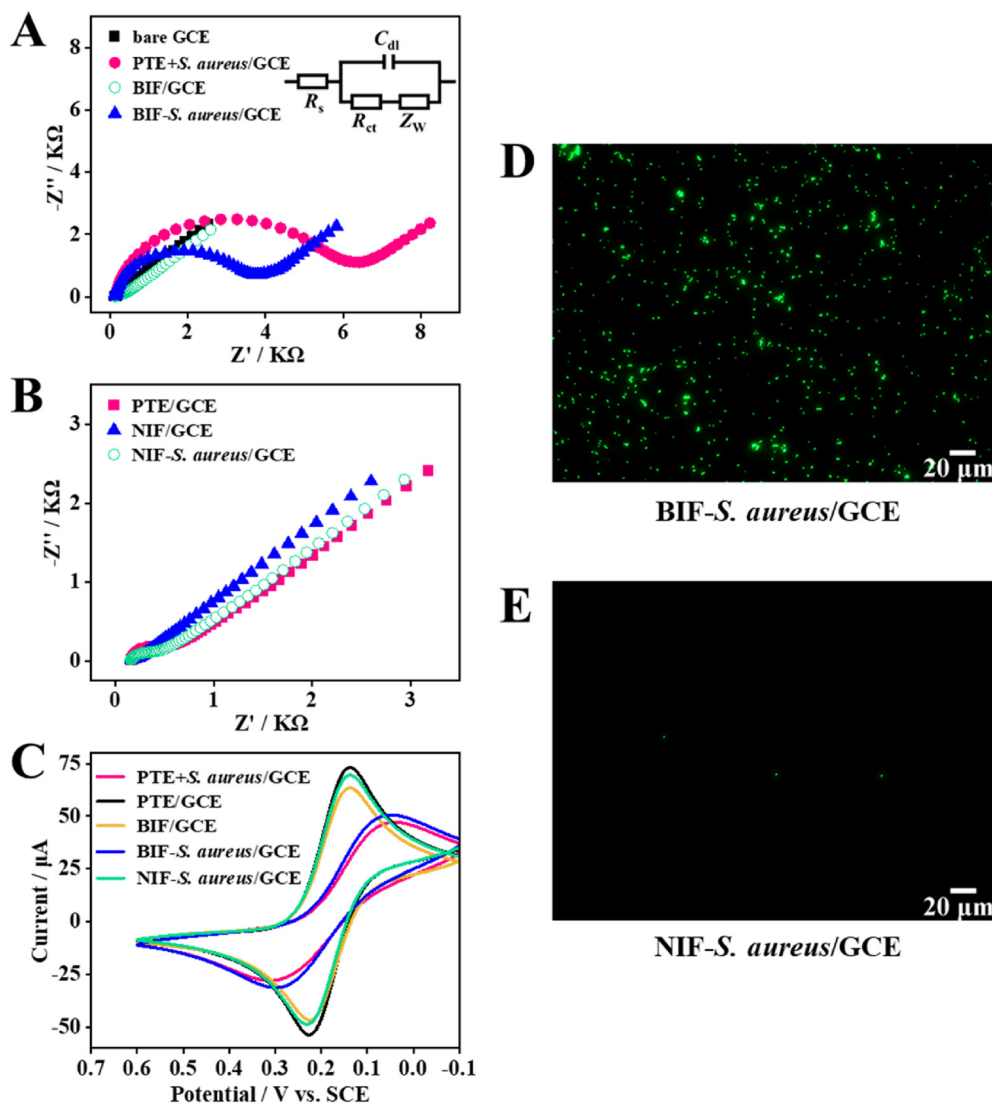 A
bare GCE
PTE+S. aureus/GCE
BIF/GCE
BIF-S. aureus/GCE
Cdl
Rs
Rct
ZW
-Z'' / KΩ
8
6
4
2
0
0 2 4 6 8
Z' / KΩ
B
PTE/GCE
NIF/GCE
NIF-S. aureus/GCE
-Z'' / KΩ
3
2
1
0
0 1 2 3
Z' / KΩ
C
PTE+S. aureus/GCE
PTE/GCE
BIF/GCE
BIF-S. aureus/GCE
NIF-S. aureus/GCE
Current / μA
75
50
25
0
-25
-50
0.7 0.6 0.5 0.4 0.3 0.2 0.1 0.0 -0.1
Potential / V vs. SCE
D
20 μm
BIF-S. aureus/GCE
E
20 μm
NIF-S. aureus/GCE